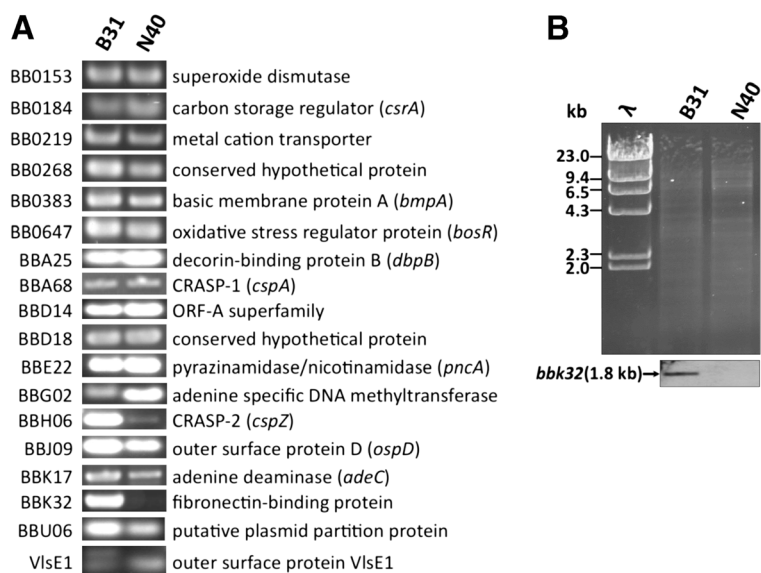 A
B31 N40
BB0153 superoxide dismutase
BB0184 carbon storage regulator (csrA)
BB0219 metal cation transporter
BB0268 conserved hypothetical protein
BB0383 basic membrane protein A (bmpA)
BB0647 oxidative stress regulator protein (bosR)
BBA25 decorin-binding protein B (dbpB)
BBA68 CRASP-1 (cspA)
BBD14 ORF-A superfamily
BBD18 conserved hypothetical protein
BBE22 pyrazinamidase/nicotinamidase (pncA)
BBG02 adenine specific DNA methyltransferase
BBH06 CRASP-2 (cspZ)
BBJ09 outer surface protein D (ospD)
BBK17 adenine deaminase (adeC)
BBK32 fibronectin-binding protein
BBU06 putative plasmid partition protein
VlsE1 outer surface protein VlsE1
B
kb λ B31 N40
23.0
9.4
6.5
4.3
2.3
2.0
bbk32(1.8 kb)